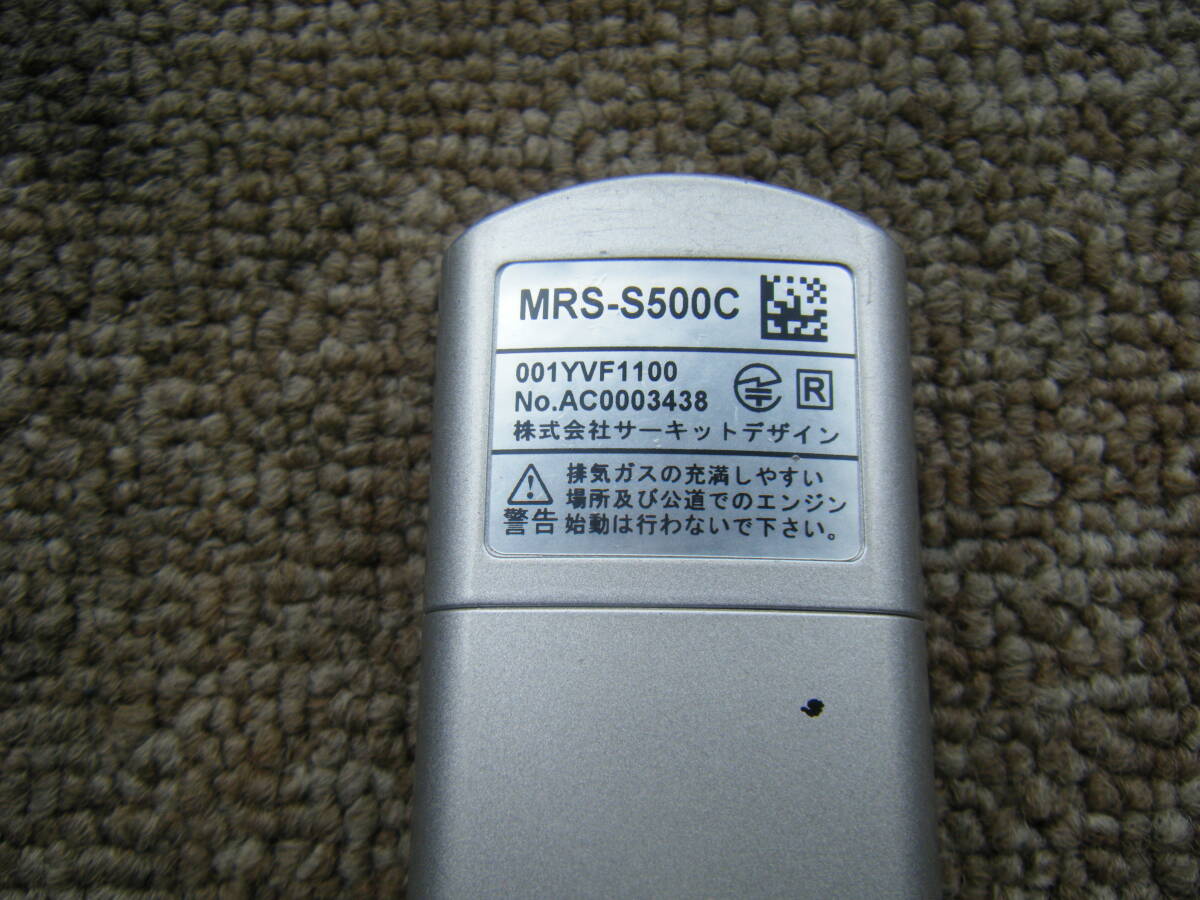 MRS-S500C
001YVF1100
R
No.AC0003438
株式会社サーキットデザイン
排気ガスの充満しやすい
場所及び公道でのエンジン
警告 始動は行わないで下さい。